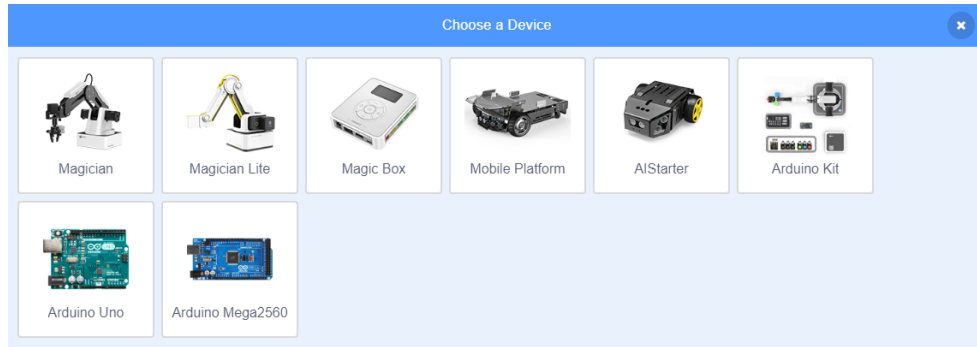 Choose a Device
Magician
Magician Lite
Magic Box
Mobile Platform
AIStarter
Arduino Kit
Arduino Uno
Arduino Mega2560